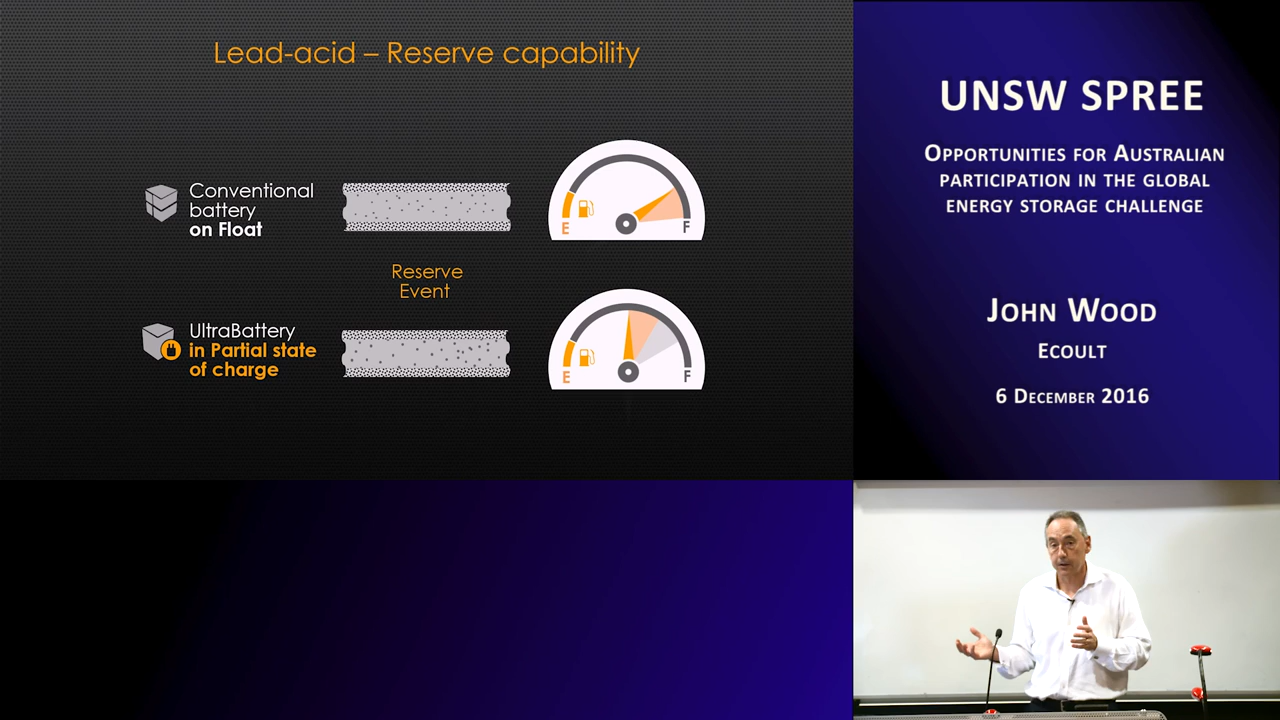 Lead-acid – Reserve capability
Conventional
battery
on Float
E
F
Reserve
Event
UltraBattery
in Partial state
of charge
E
F
UNSW SPREE
Opportunities for Australian
participation in the global
energy storage challenge
John Wood
Ecoult
6 December 2016